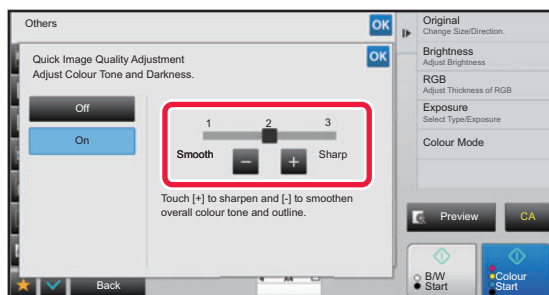 Others
OK
Quick Image Quality Adjustment
Adjust Colour Tone and Darkness.
OK
Off
On
1 2 3
Smooth - + Sharp
Touch [+] to sharpen and [-] to smoothen
overall colour tone and outline.
Back
Original
Change Size/Direction.
Brightness
Adjust Brightness
RGB
Adjust Thickness of RGB
Exposure
Select Type/Exposure
Colour Mode
Preview
CA
B/W
Start
Colour
Start